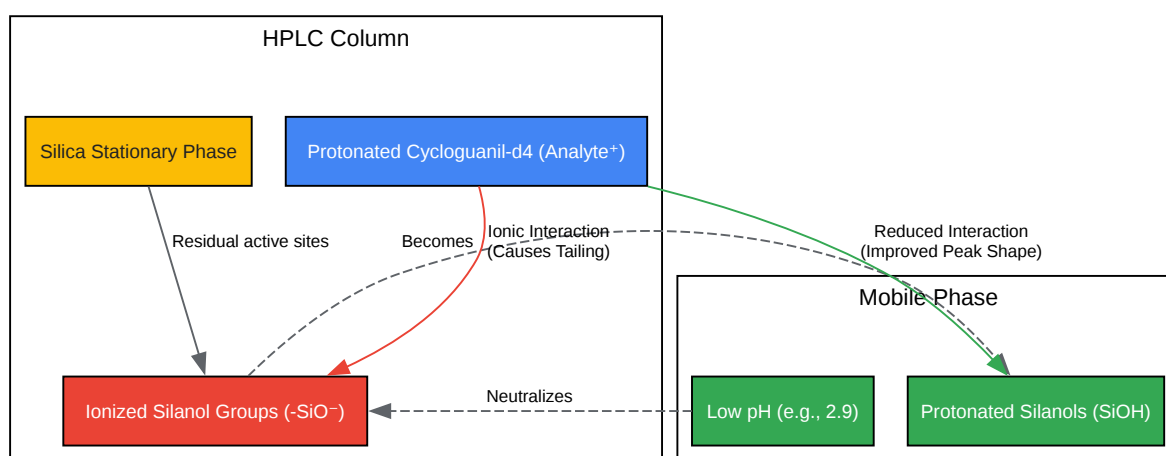 HPLC Column
Silica Stationary Phase
Protonated Cycloguanil-d4 (Analyte⁺)
Residual active sites
Becomes
Ionic Interaction
(Causes Tailing)
Reduced Interaction
(Improved Peak Shape)
Mobile Phase
Ionized Silanol Groups (-SiO⁻)
Neutralizes
Low pH (e.g., 2.9)
Protonated Silanols (SiOH)